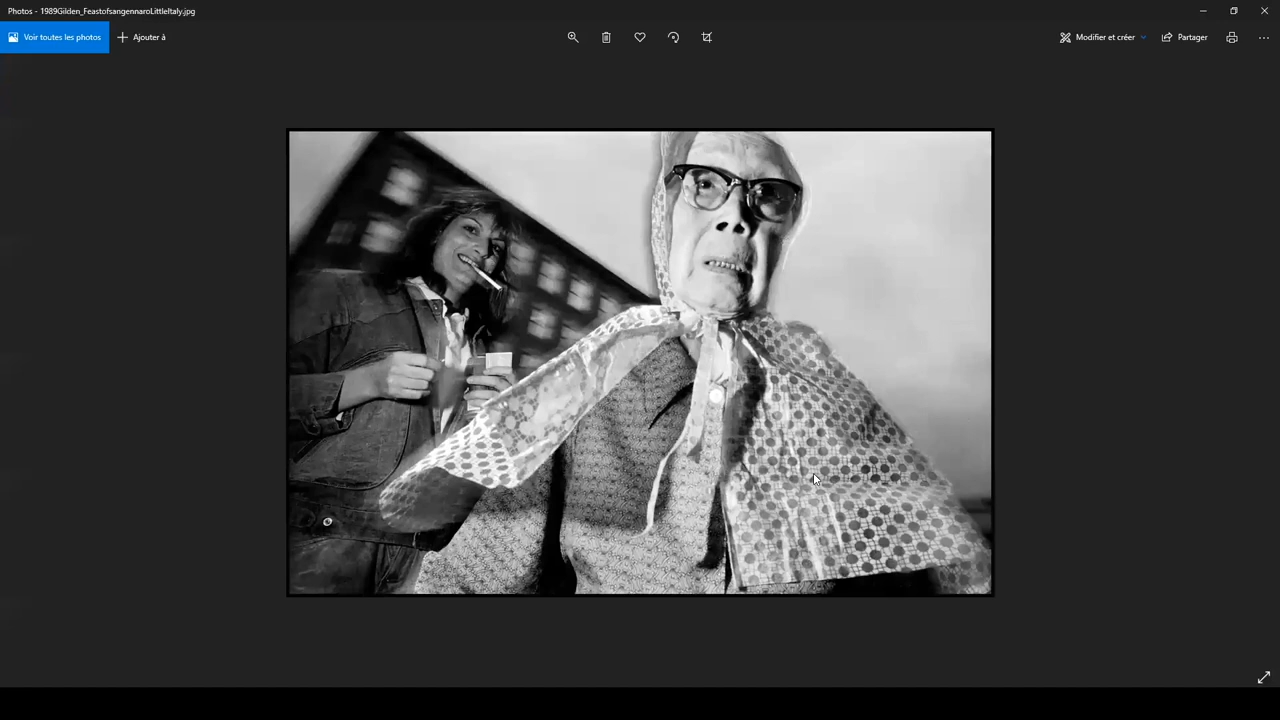 Photos - 1989Gilden_FeastofsangennaroLittleItaly.jpg
Voir toutes les photos
Ajouter à
Modifier et créer
Partager